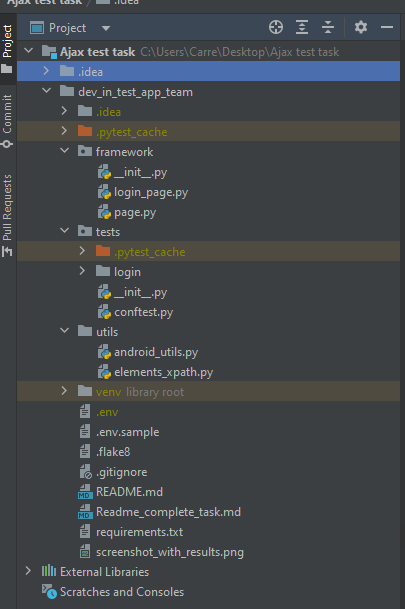 Ajax test task / .idea
Project
Project
Commit
Pull Requests
Ajax test task C:\Users\Carre\Desktop\Ajax test task
.idea
dev_in_test_app_team
.idea
.pytest_cache
framework
__init__.py
login_page.py
page.py
tests
.pytest_cache
login
__init__.py
conftest.py
utils
android_utils.py
elements_xpath.py
venv library root
.env
.env.sample
.flake8
.gitignore
README.md
Readme_complete_task.md
requirements.txt
screenshot_with_results.png
External Libraries
Scratches and Consoles